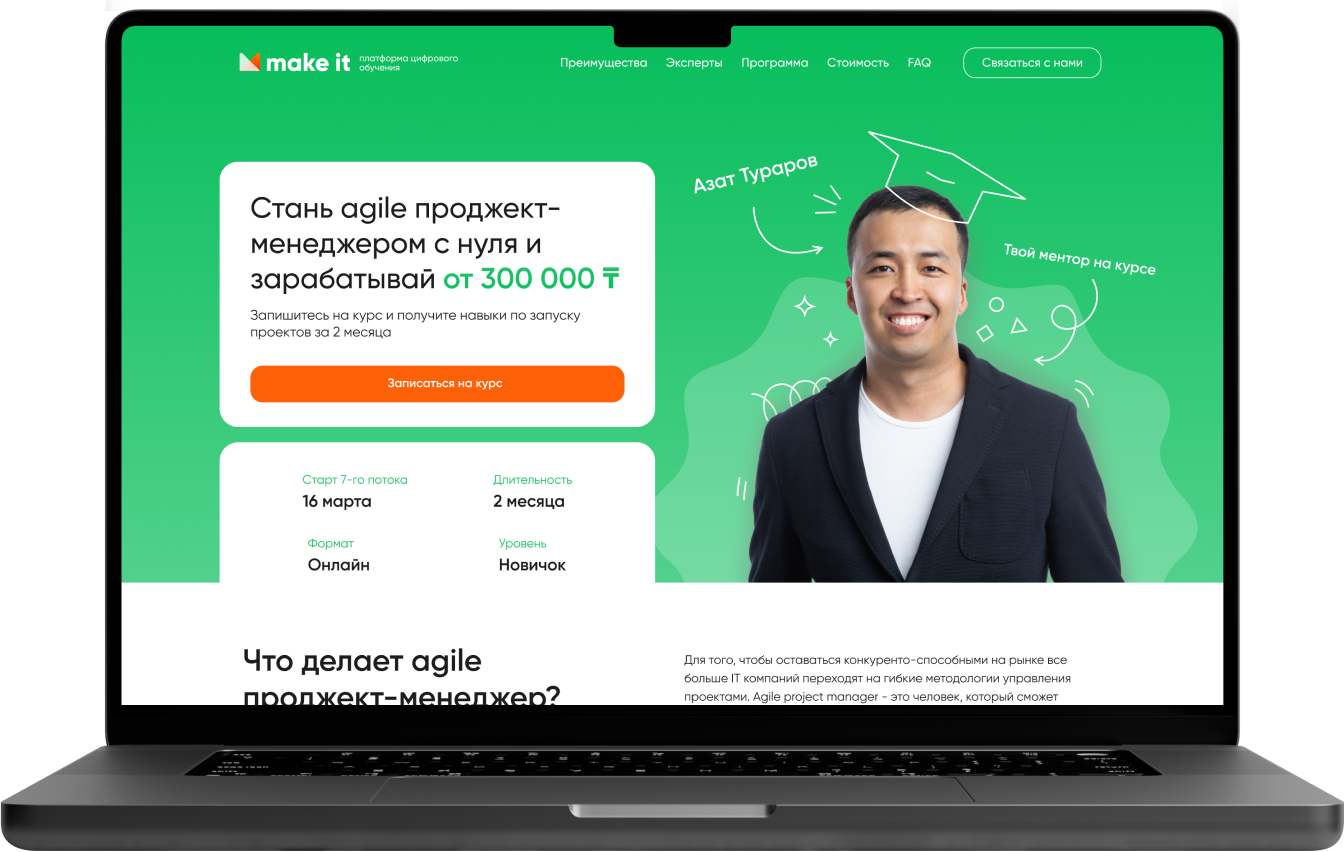 make it
платформа цифрового
обучения
Преимущества
Эксперты
Программа
Стоимость
FAQ
Связаться с нами
Азат Тураров
Стань agile проджект-
менеджером с нуля и
зарабатывай от 300 000 ₸
Твой ментор на курсе
Запишитесь на курс и получите навыки по запуску
проектов за 2 месяца
Записаться на курс
Старт 7-го потока
16 марта
Длительность
2 месяца
Формат
Онлайн
Уровень
Новичок
Что делает agile
проджект-менеджер?
Для того, чтобы оставаться конкуренто-способными на рынке все
больше IT компаний переходят на гибкие методологии управления
проектами. Agile project manager - это человек, который сможет